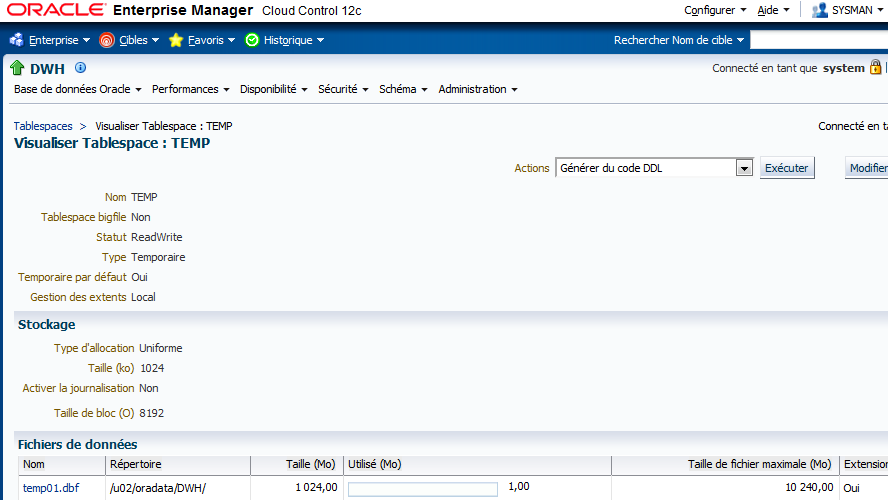 ORACLE Enterprise Manager Cloud Control 12c Configurer Aide SYSMAN
Enterprise Cibles Favoris Historique Rechercher Nom de cible
DWH Connecté en tant que system
Base de données Oracle Performances Disponibilité Sécurité Schéma Administration
Tablespaces > Visualiser Tablespace : TEMP Connecté en ta
Visualiser Tablespace : TEMP
Actions Générer du code DDL Exécuter Modifier
Nom TEMP
Tablespace bigfile Non
Statut ReadWrite
Type Temporaire
Temporaire par défaut Oui
Gestion des extents Local
Stockage
Type d'allocation Uniforme
Taille (ko) 1024
Activer la journalisation Non
Taille de bloc (O) 8192
Fichiers de données
Nom Répertoire Taille (Mo) Utilisé (Mo) Taille de fichier maximale (Mo) Extension
temp01.dbf /u02/oradata/DWH/ 1 024,00 1,00 10 240,00 Oui